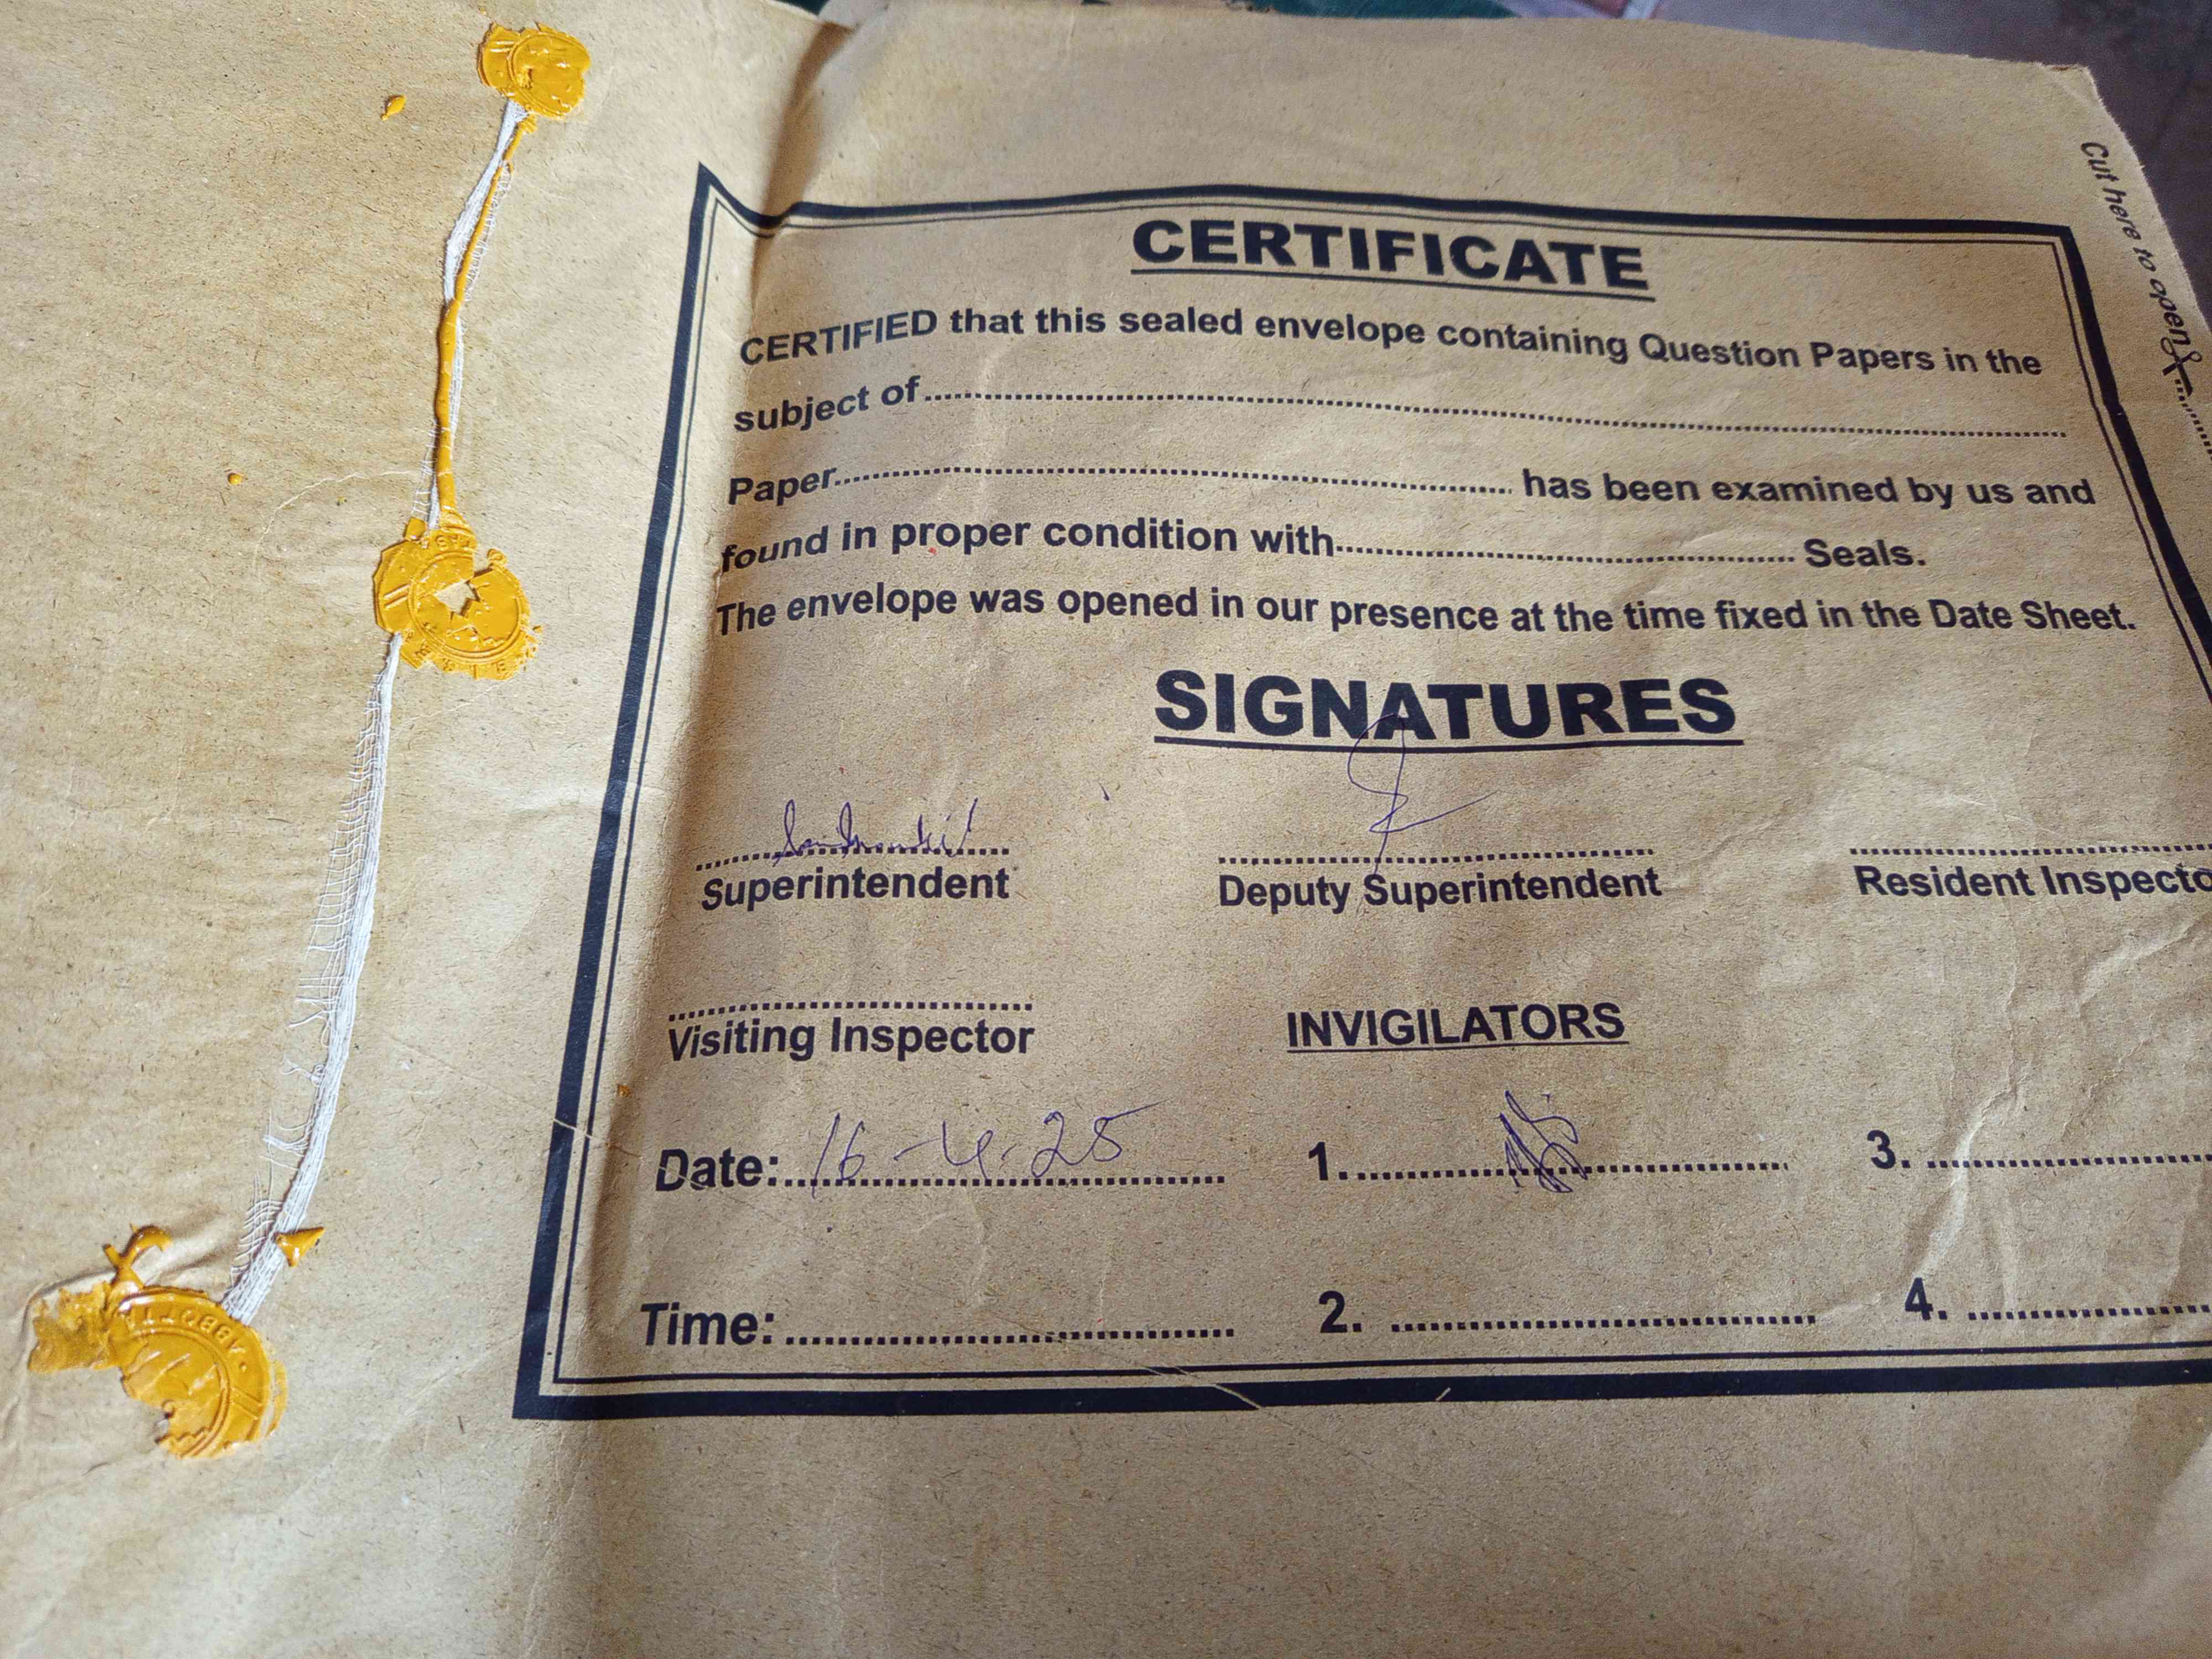 Cut here to open
CERTIFICATE
CERTIFIED that this sealed envelope containing Question Papers in the
subject of
Paper has been examined by us and
found in proper condition with Seals.
The envelope was opened in our presence at the time fixed in the Date Sheet.
SIGNATURES
Superintendent Deputy Superintendent Resident Inspecto
Visiting Inspector INVIGILATORS
Date: 16-4-25 1. 3.
Time: 2. 4.
ABBOTTA